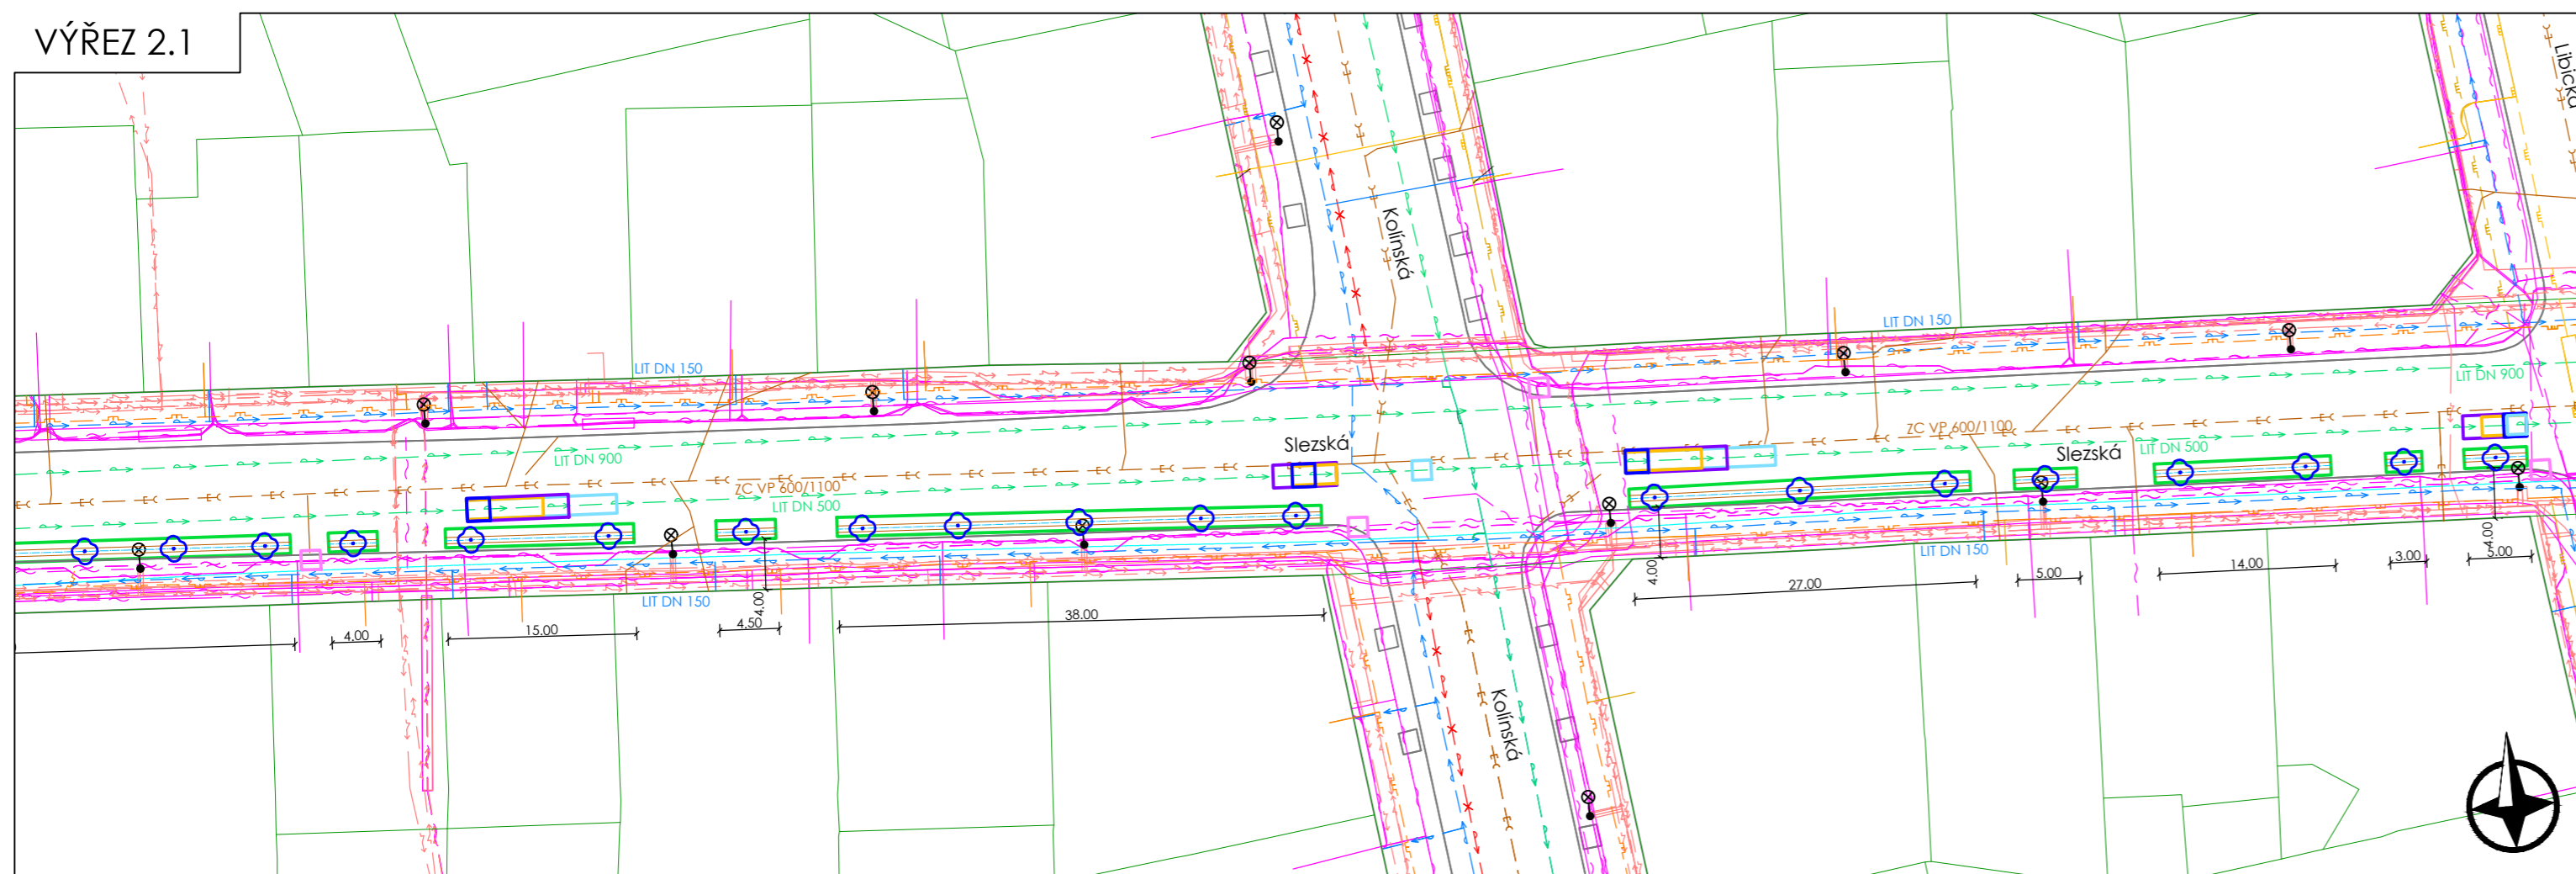 VÝŘEZ 2.1
Libická
Kolínská
LIT DN 150
LIT DN 150
LIT DN 900
Slezská
ZC VP 600/1100
Slezská
LIT DN 500
LIT DN 900
ZC VP 600/1100
LIT DN 500
LIT DN 150
LIT DN 150
4.00
4.00
4.00
4.00
15.00
4.50
38.00
27.00
5.00
14.00
3.00
5.00
Kolínská